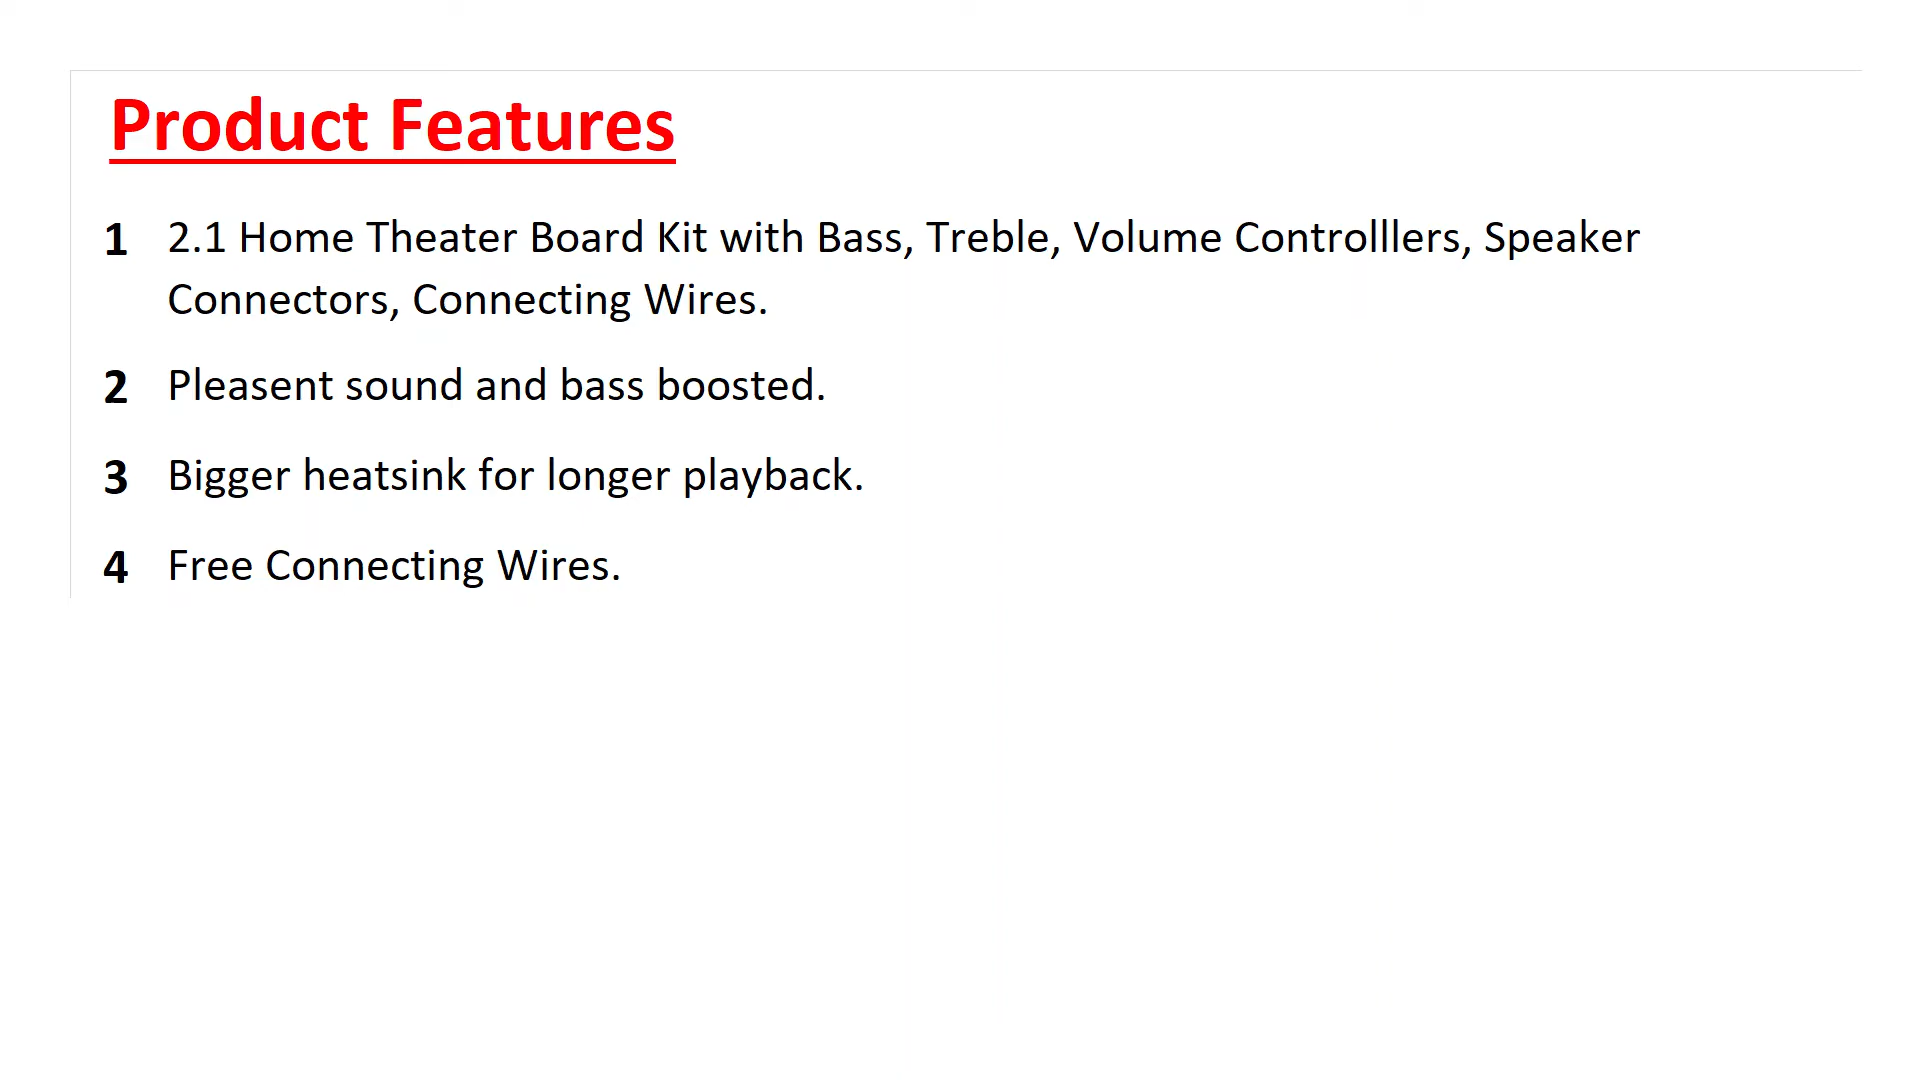 Product Features
1 2.1 Home Theater Board Kit with Bass, Treble, Volume Controlllers, Speaker
Connectors, Connecting Wires.
2 Pleasent sound and bass boosted.
3 Bigger heatsink for longer playback.
4 Free Connecting Wires.